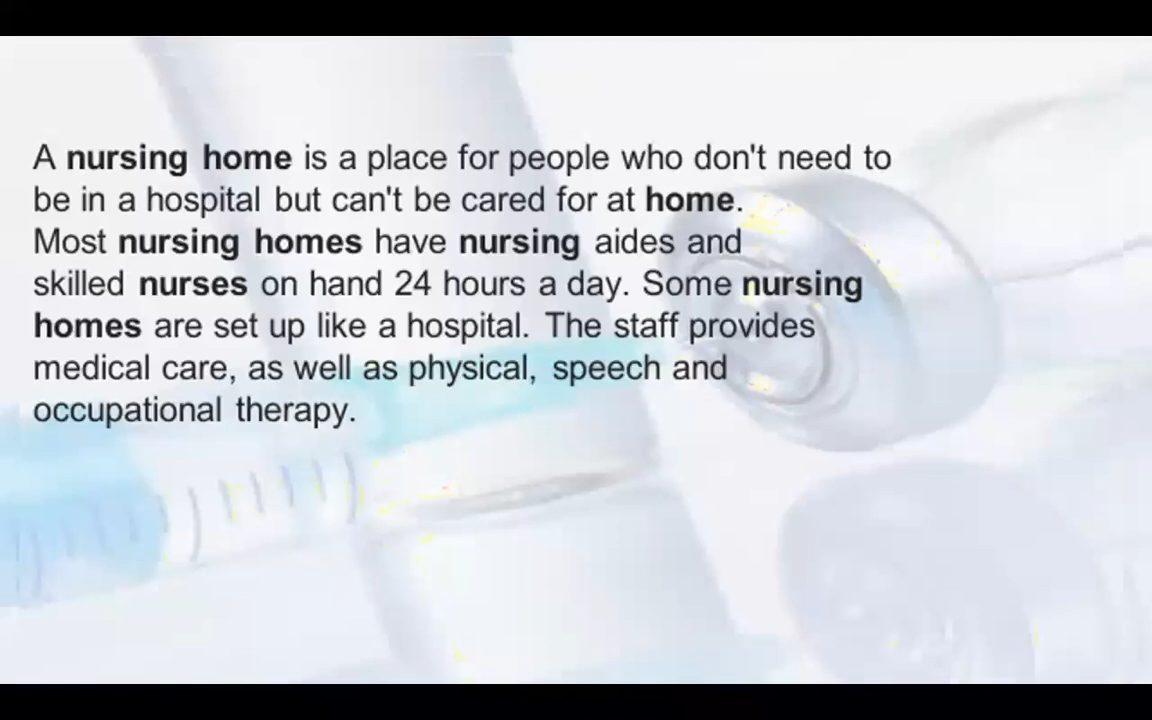 A nursing home is a place for people who don't need to
be in a hospital but can't be cared for at home.
Most nursing homes have nursing aides and
skilled nurses on hand 24 hours a day. Some nursing
homes are set up like a hospital. The staff provides
medical care, as well as physical, speech and
occupational therapy.